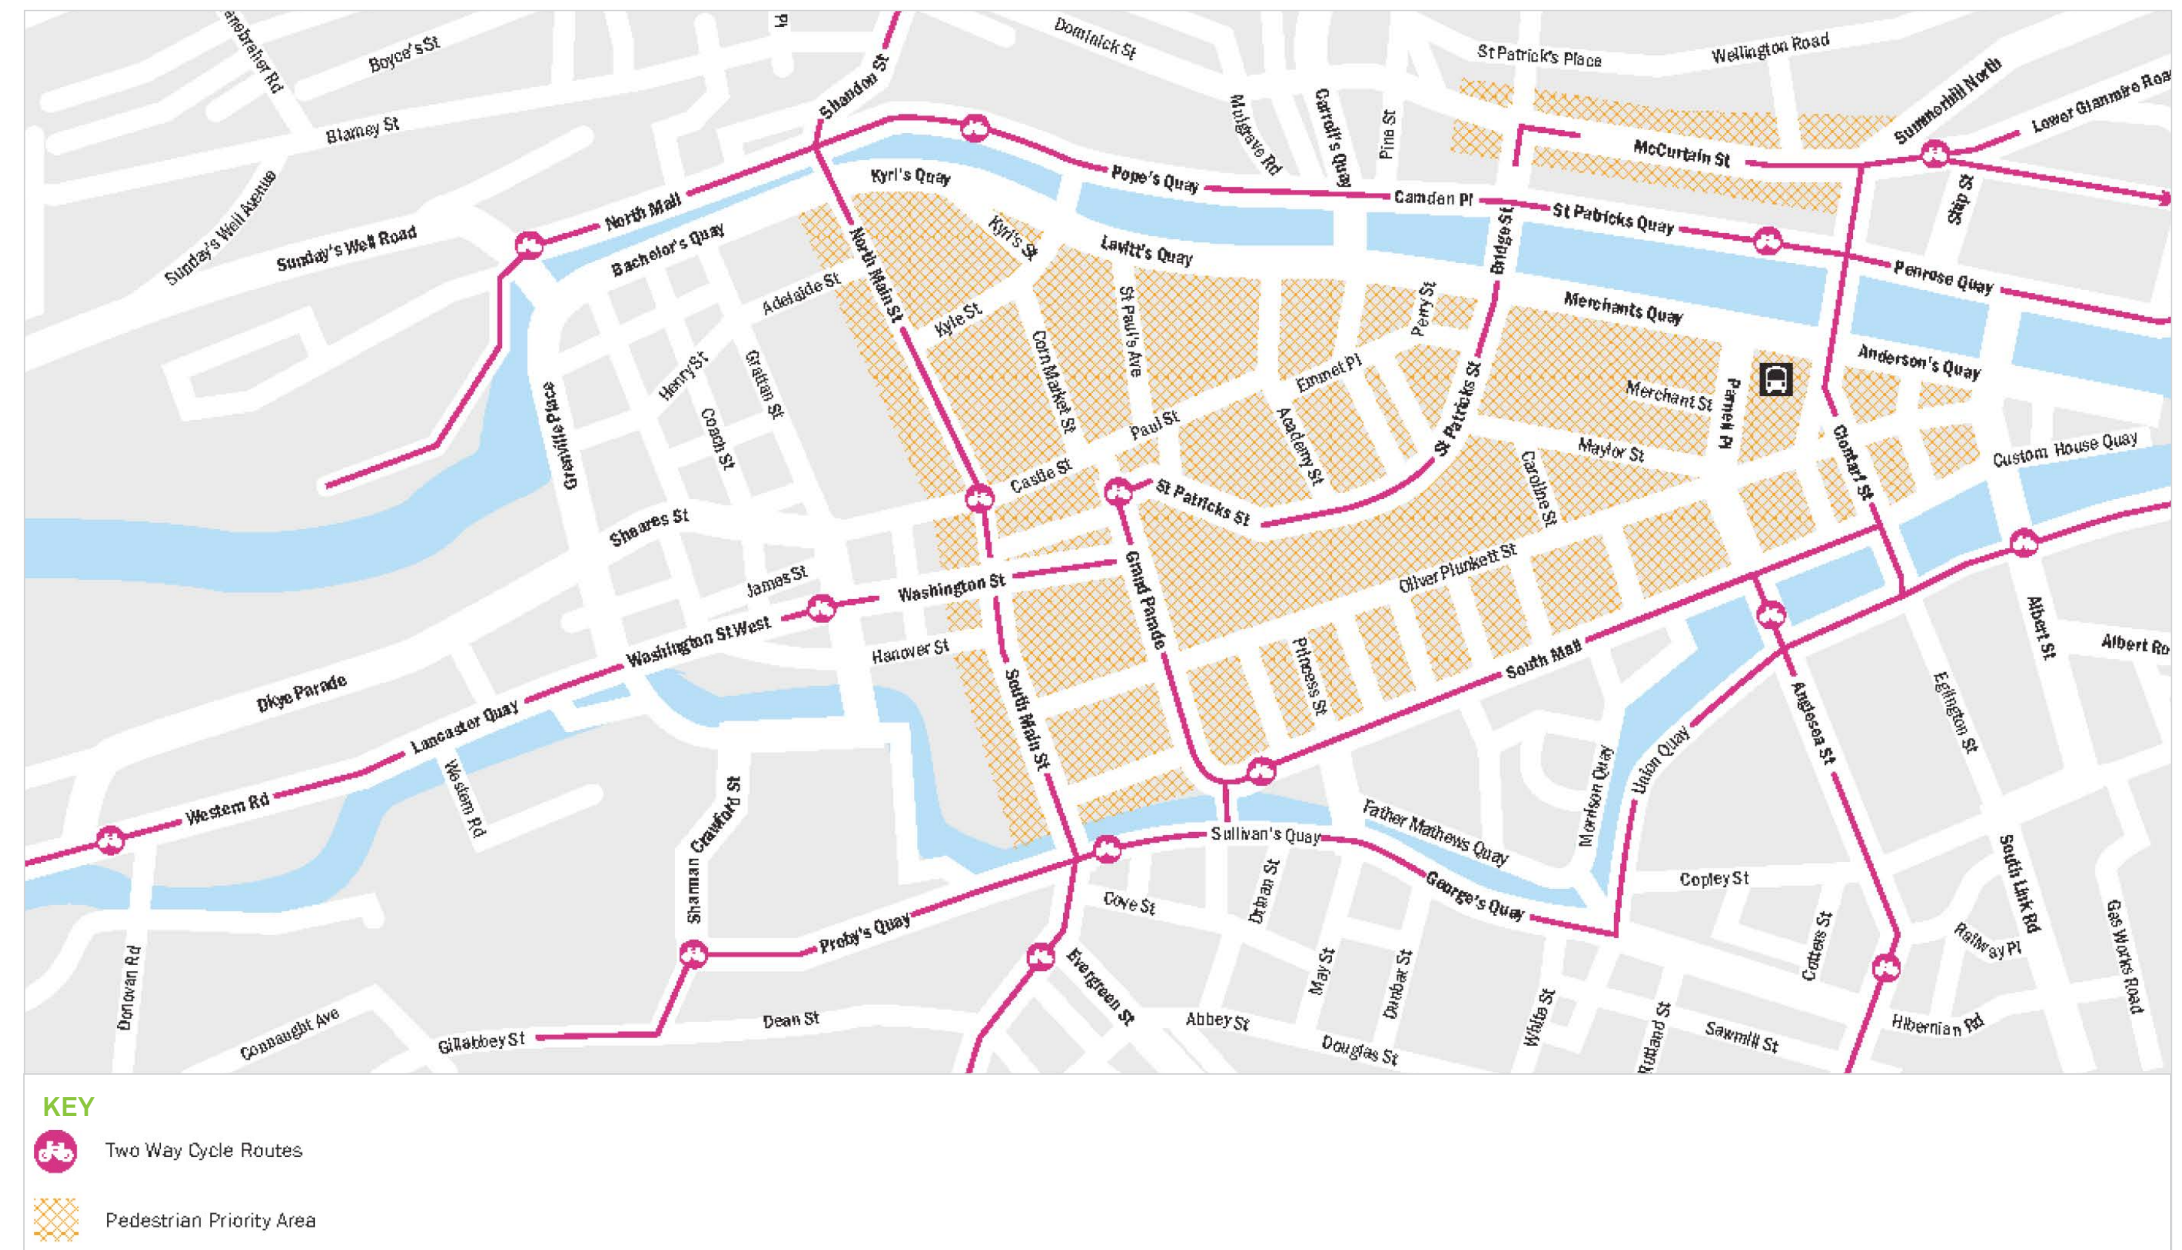 Boyce's St
Pl
Shandon St
Dominick St
St Patrick's Place
Wellington Road
Summerhill North
Lower Glanmire Roa
Blarney St
Mulgrave Rd
Carroll's Quay
Pine St
McCurtain St
Ship St
Sunday's Well Avenue
Sunday's Well Road
North Mall
Bachelor's Quay
Kyrl's Quay
Pope's Quay
Camden Pl
St Patricks Quay
Penrose Quay
Kyrl's St
Lavitt's Quay
Bridge St
North Main St
Adelaide St
Kyle St
Corn Market St
St Paul's Ave
Perry St
Merchants Quay
Anderson's Quay
Henry St
Grattan St
Coach St
Grenville Place
Emmet Pl
Paul St
Academy St
St Patricks St
Merchant St
Parnell Pl
Clontarf St
Custom House Quay
Maylor St
Caroline St
Castle St
St Patricks St
Sheares St
James St
Washington St
Washington St West
Grand Parade
Oliver Plunkett St
Hanover St
Dkye Parade
Lancaster Quay
Western Rd
Western Rd
South Main St
Princess St
South Mall
Albert St
Albert Ro
Eglington St
Anglesea St
Union Quay
Morrison Quay
Father Mathews Quay
Sullivan's Quay
George's Quay
Copley St
South Link Rd
Gas Works Road
Railway Pl
Cotters St
Hibernian Rd
Sawmill St
Rutland St
White St
Shannan Crawford St
Proby's Quay
Cove St
Evergreen St
Abbey St
May St
Dunbar St
Douglas St
Dean St
Gillabbey St
Connaught Ave
Donovan Rd
KEY
Two Way Cycle Routes
Pedestrian Priority Area